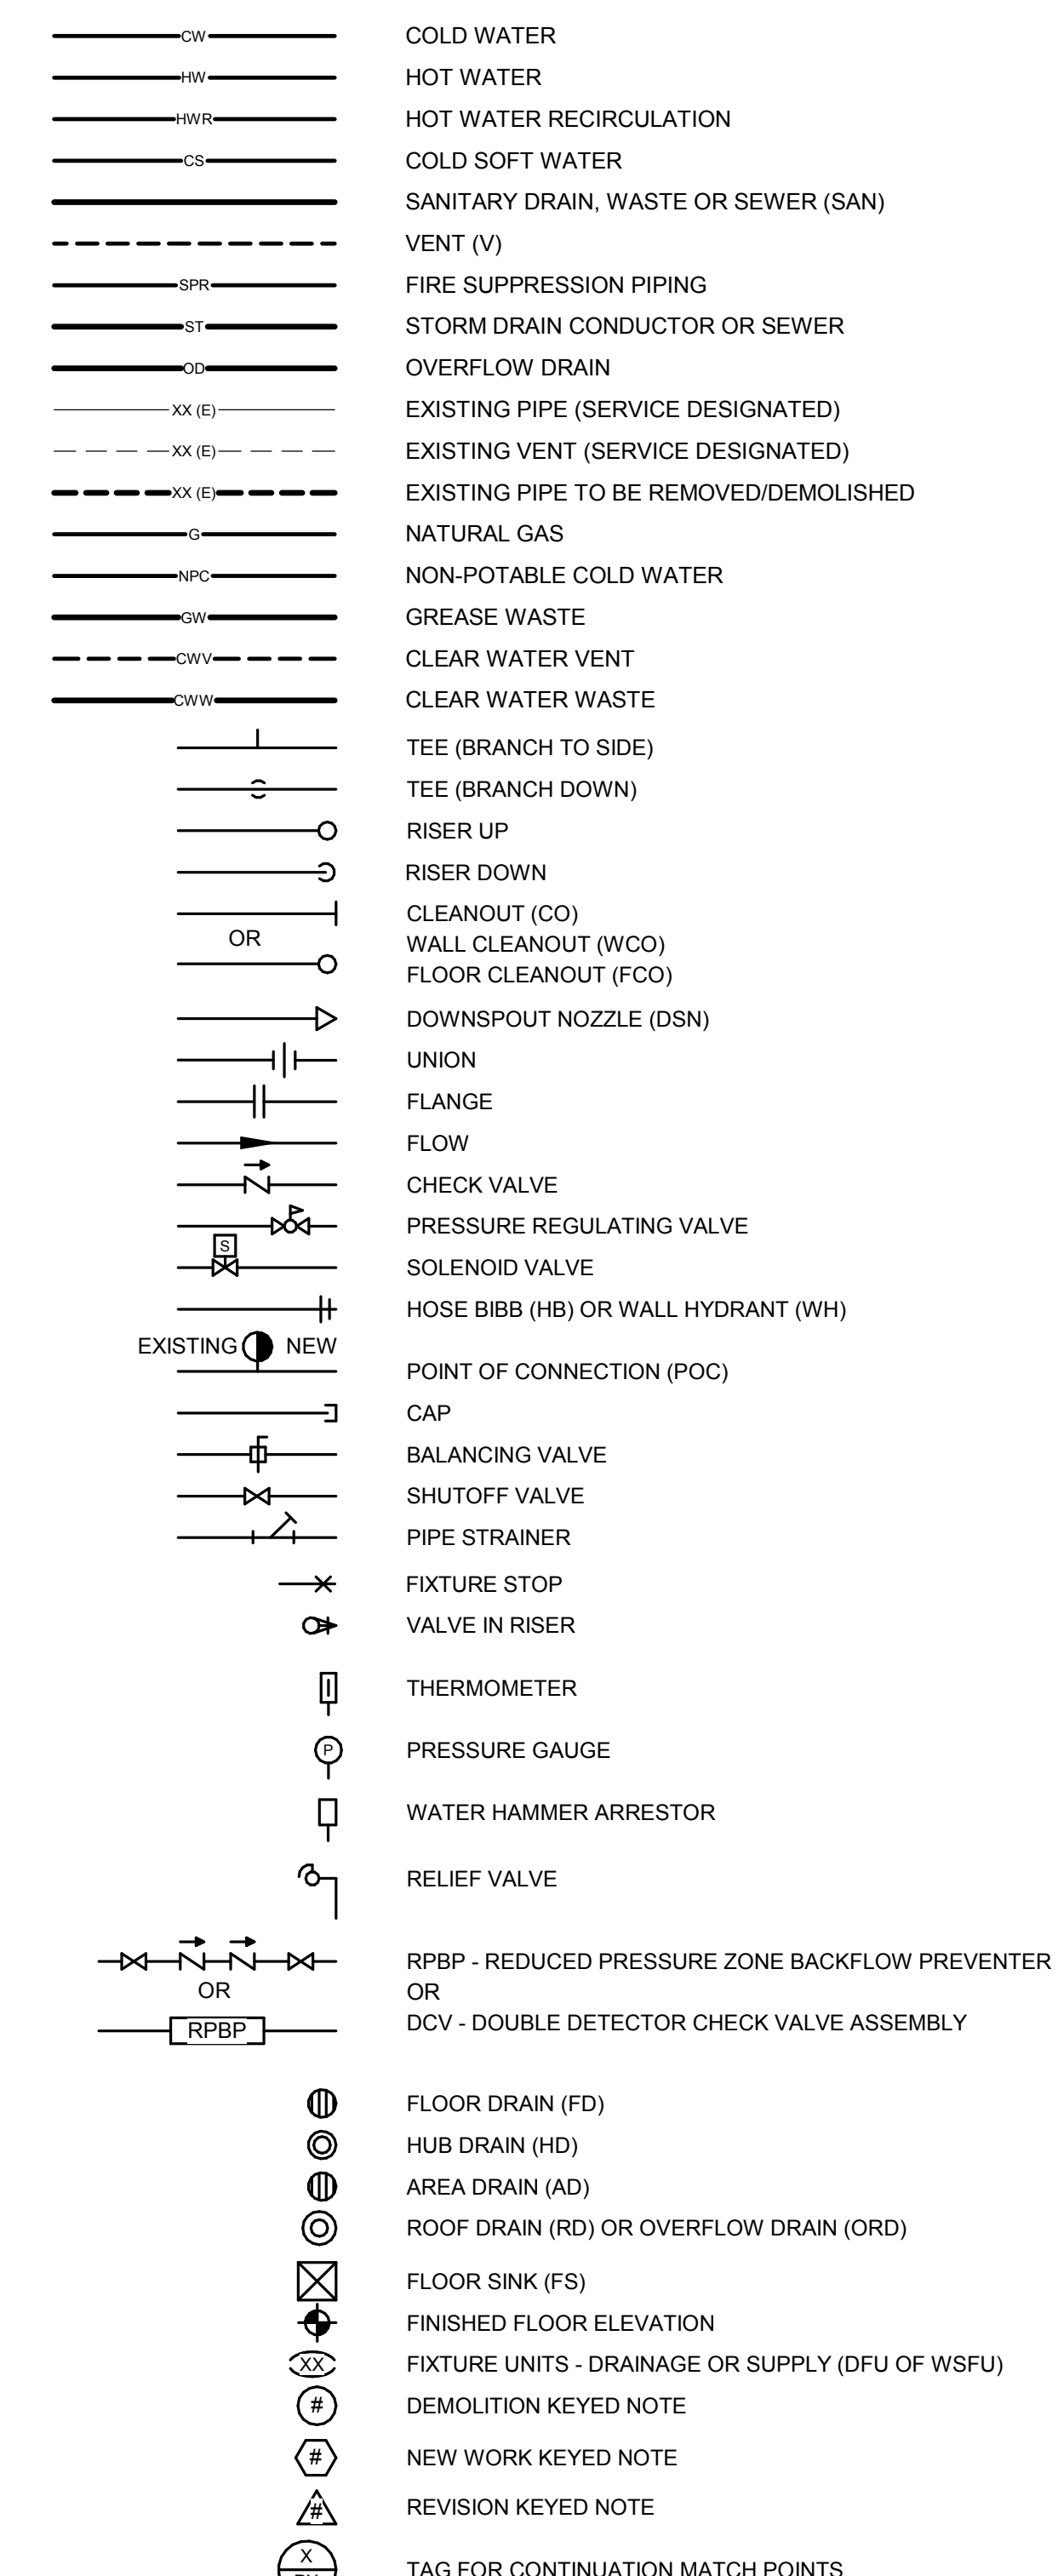 CW COLD WATER
HW HOT WATER
HWR HOT WATER RECIRCULATION
CS COLD SOFT WATER
SANITARY DRAIN, WASTE OR SEWER (SAN)
VENT (V)
SPR FIRE SUPPRESSION PIPING
ST STORM DRAIN CONDUCTOR OR SEWER
OD OVERFLOW DRAIN
XX (E) EXISTING PIPE (SERVICE DESIGNATED)
XX (E) EXISTING VENT (SERVICE DESIGNATED)
XX (E) EXISTING PIPE TO BE REMOVED/DEMOLISHED
G NATURAL GAS
NPC NON-POTABLE COLD WATER
GW GREASE WASTE
CWV CLEAR WATER VENT
CWW CLEAR WATER WASTE
TEE (BRANCH TO SIDE)
TEE (BRANCH DOWN)
RISER UP
RISER DOWN
CLEANOUT (CO)
OR WALL CLEANOUT (WCO)
FLOOR CLEANOUT (FCO)
DOWNSPOUT NOZZLE (DSN)
UNION
FLANGE
FLOW
CHECK VALVE
PRESSURE REGULATING VALVE
S SOLENOID VALVE
HOSE BIBB (HB) OR WALL HYDRANT (WH)
EXISTING NEW
POINT OF CONNECTION (POC)
CAP
BALANCING VALVE
SHUTOFF VALVE
PIPE STRAINER
FIXTURE STOP
VALVE IN RISER
THERMOMETER
P PRESSURE GAUGE
WATER HAMMER ARRESTOR
RELIEF VALVE
RPBP - REDUCED PRESSURE ZONE BACKFLOW PREVENTER
OR OR
RPBP DCV - DOUBLE DETECTOR CHECK VALVE ASSEMBLY
FLOOR DRAIN (FD)
HUB DRAIN (HD)
AREA DRAIN (AD)
ROOF DRAIN (RD) OR OVERFLOW DRAIN (ORD)
FLOOR SINK (FS)
FINISHED FLOOR ELEVATION
XX FIXTURE UNITS - DRAINAGE OR SUPPLY (DFU OF WSFU)
# DEMOLITION KEYED NOTE
# NEW WORK KEYED NOTE
# REVISION KEYED NOTE
X TAG FOR CONTINUATION MATCH POINTS